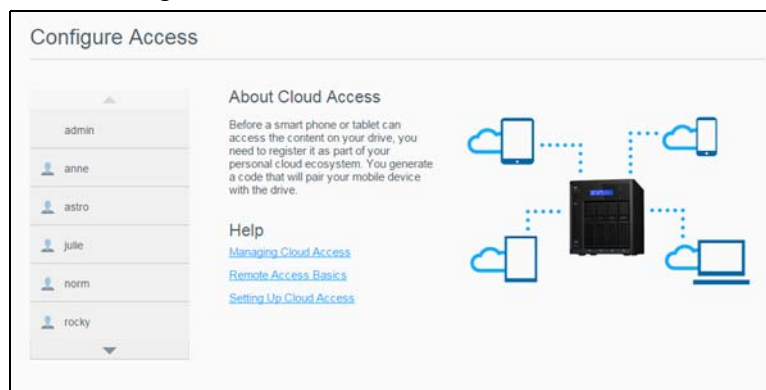 Configure Access
admin
anne
astro
julie
norm
rocky
About Cloud Access
Before a smart phone or tablet can
access the content on your drive, you
need to register it as part of your
personal cloud ecosystem. You generate
a code that will pair your mobile device
with the drive.
Help
Managing Cloud Access
Remote Access Basics
Setting Up Cloud Access